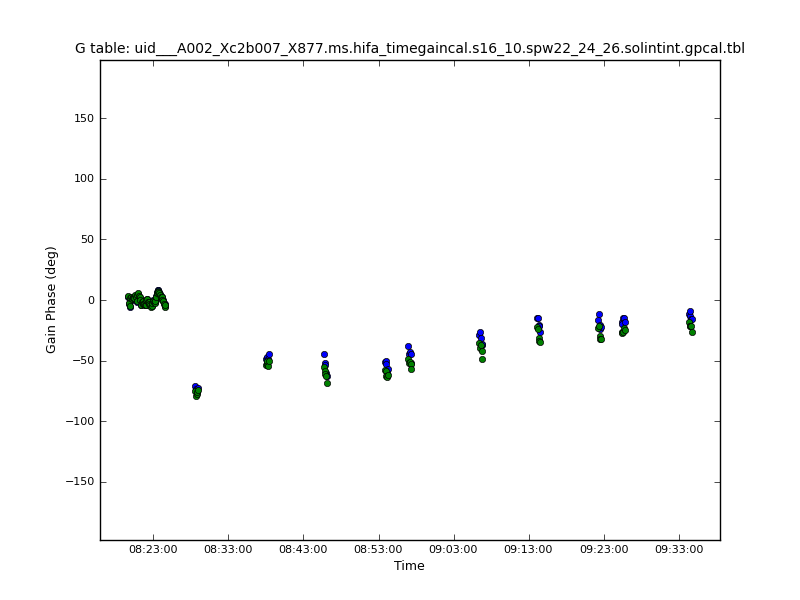 G table: uid___A002_Xc2b007_X877.ms.hifa_timegaincal.s16_10.spw22_24_26.solintint.gpcal.tbl
Gain Phase (deg)
150
100
50
0
−50
−100
−150
08:23:00 08:33:00 08:43:00 08:53:00 09:03:00 09:13:00 09:23:00 09:33:00
Time